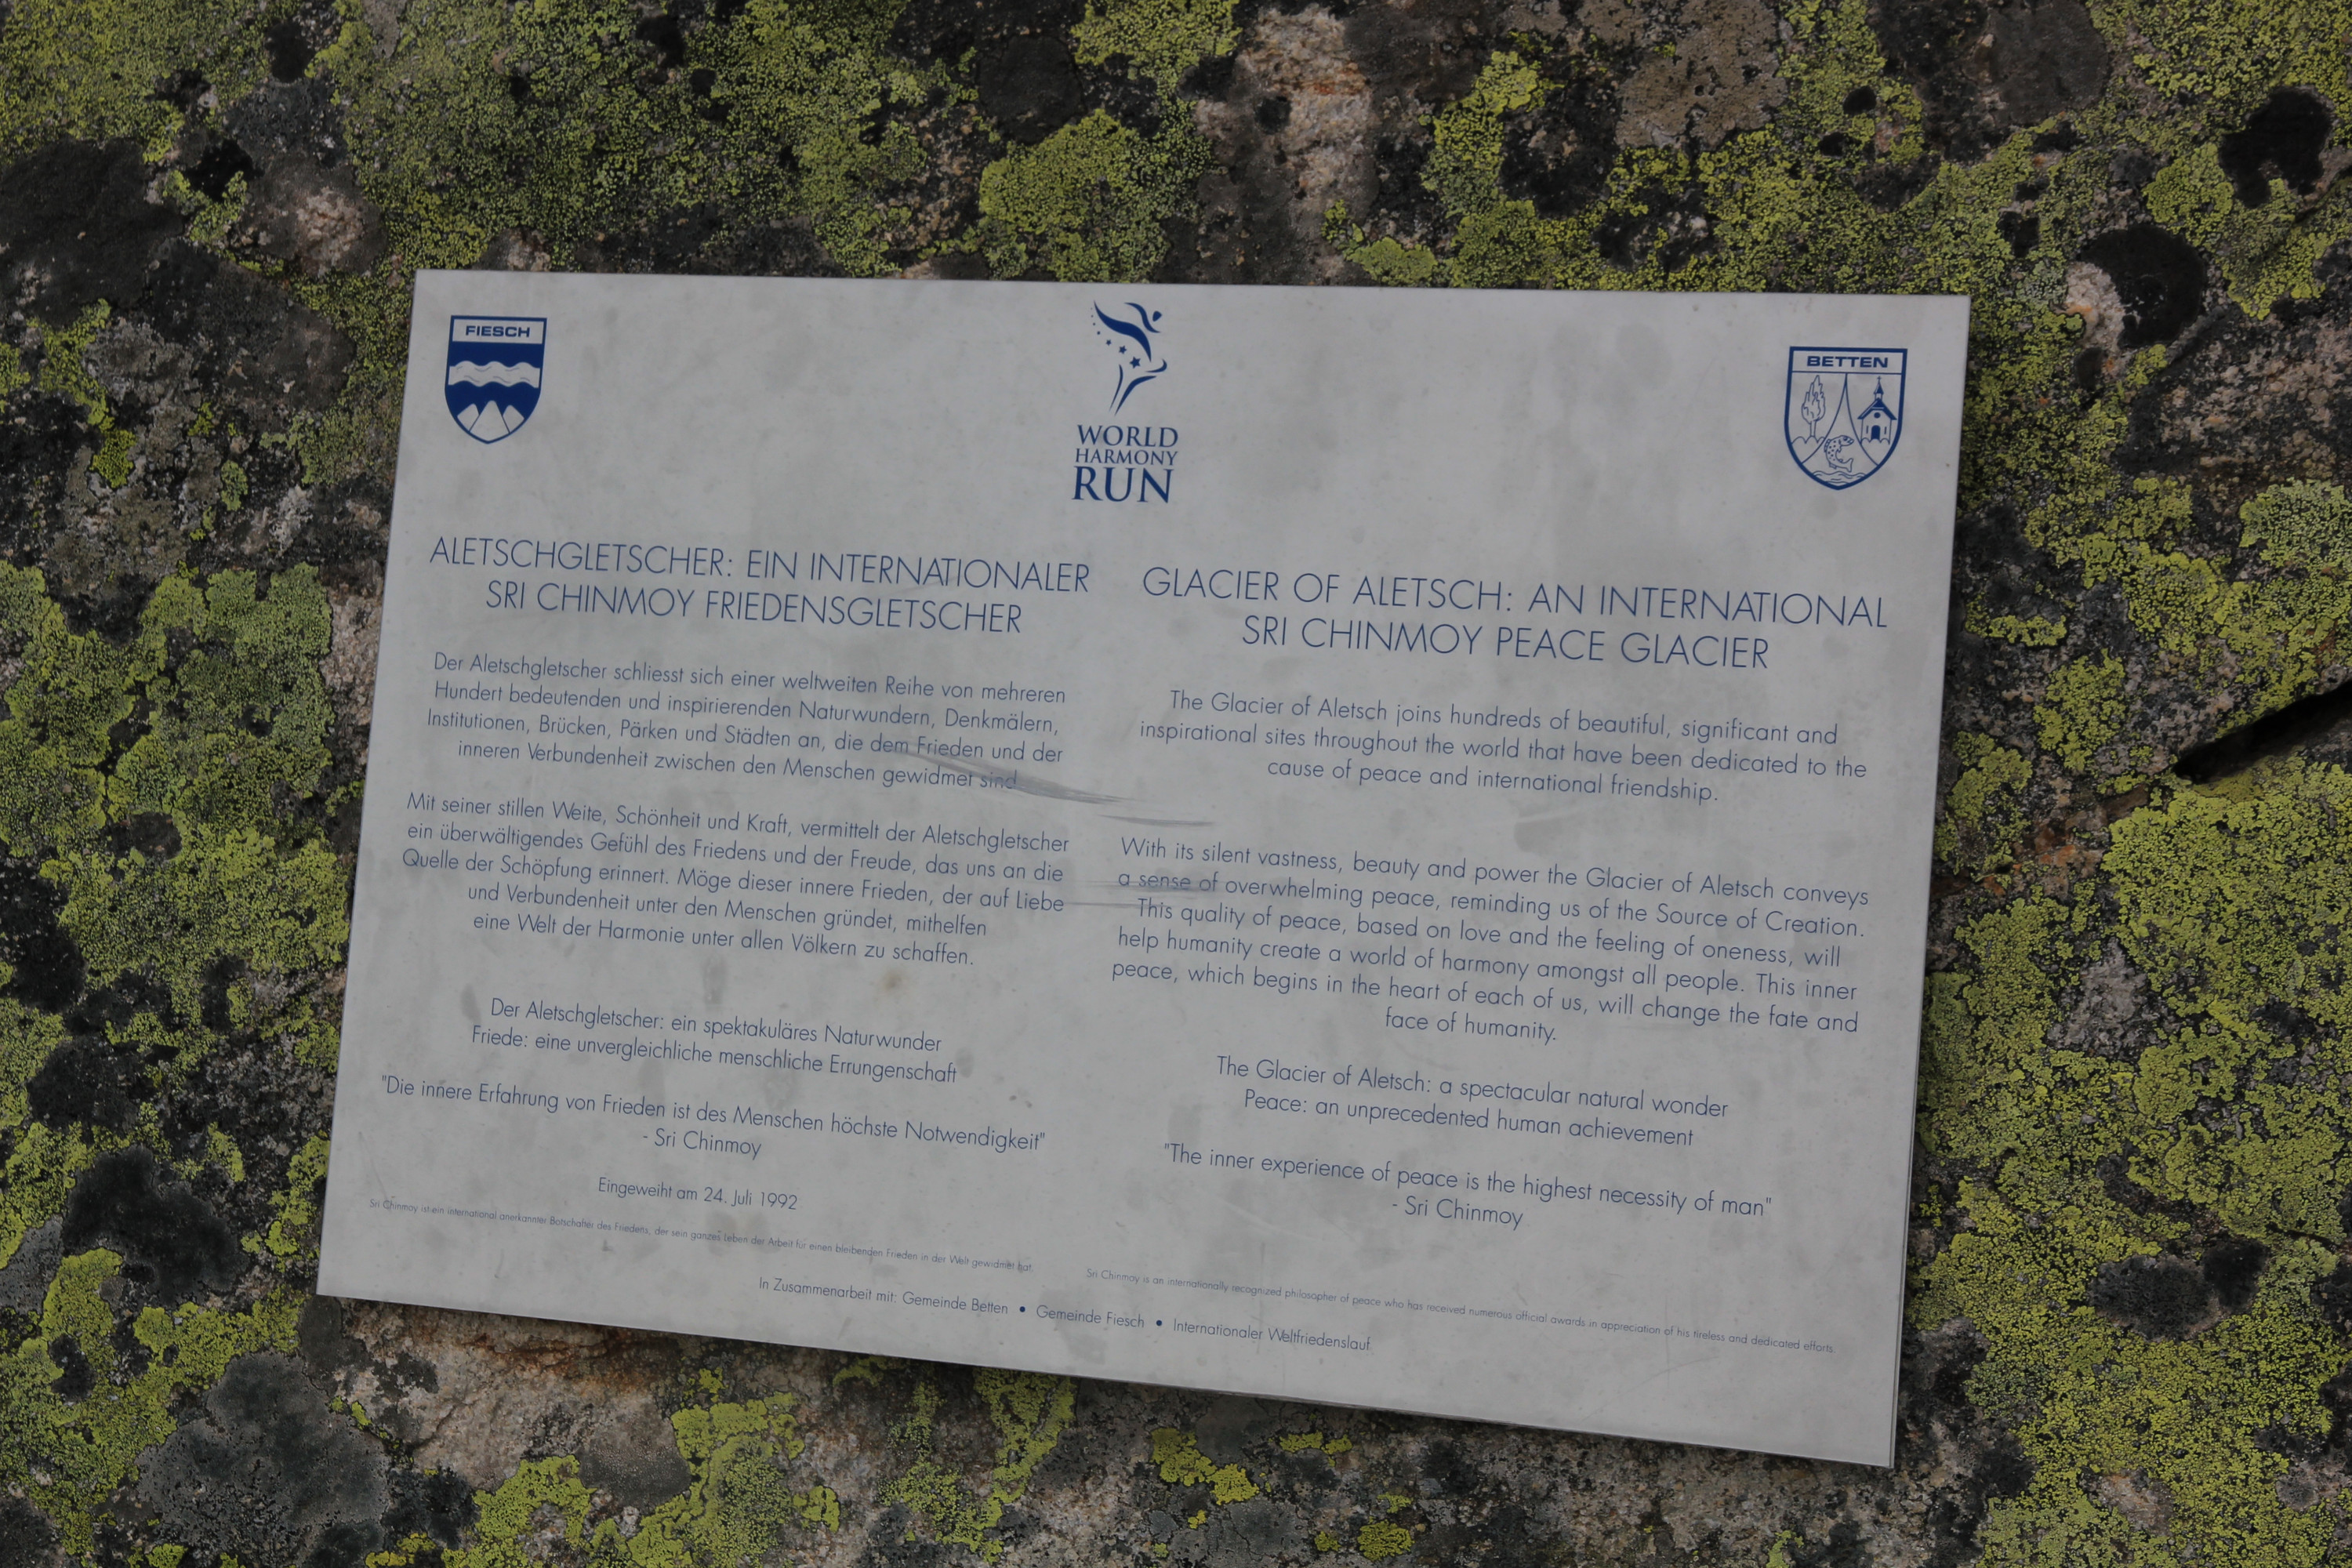 FIESCH
WORLD
HARMONY
RUN
BETTEN
ALETSCHGLETSCHER: EIN INTERNATIONALER
SRI CHINMOY FRIEDENSGLETSCHER
Der Aletschgletscher schliesst sich einer weltweiten Reihe von mehreren
Hundert bedeutenden und inspirierenden Naturwundern, Denkmälern,
Institutionen, Brücken, Pärken und Städten an, die dem Frieden und der
inneren Verbundenheit zwischen den Menschen gewidmet sind
Mit seiner stillen Weite, Schönheit und Kraft, vermittelt der Aletschgletscher
ein überwältigendes Gefühl des Friedens und der Freude, das uns an die
Quelle der Schöpfung erinnert. Möge dieser innere Frieden, der auf Liebe
und Verbundenheit unter den Menschen gründet, mithelfen
eine Welt der Harmonie unter allen Völkern zu schaffen.
Der Aletschgletscher: ein spektakuläres Naturwunder
Friede: eine unvergleichliche menschliche Errungenschaft
"Die innere Erfahrung von Frieden ist des Menschen höchste Notwendigkeit"
- Sri Chinmoy
Eingeweiht am 24. Juli 1992
Sri Chinmoy ist ein international anerkannter Botschafter des Friedens, der sein ganzes Leben der Arbeit für einen bleibenden Frieden in der Welt gewidmet hat.
GLACIER OF ALETSCH: AN INTERNATIONAL
SRI CHINMOY PEACE GLACIER
The Glacier of Aletsch joins hundreds of beautiful, significant and
inspirational sites throughout the world that have been dedicated to the
cause of peace and international friendship.
With its silent vastness, beauty and power the Glacier of Aletsch conveys
a sense of overwhelming peace, reminding us of the Source of Creation.
This quality of peace, based on love and the feeling of oneness, will
help humanity create a world of harmony amongst all people. This inner
peace, which begins in the heart of each of us, will change the fate and
face of humanity.
The Glacier of Aletsch: a spectacular natural wonder
Peace: an unprecedented human achievement
"The inner experience of peace is the highest necessity of man"
- Sri Chinmoy
Sri Chinmoy is an internationally recognized philosopher of peace who has received numerous official awards in appreciation of his tireless and dedicated efforts.
In Zusammenarbeit mit: Gemeinde Betten • Gemeinde Fiesch • Internationaler Weltfriedenslauf